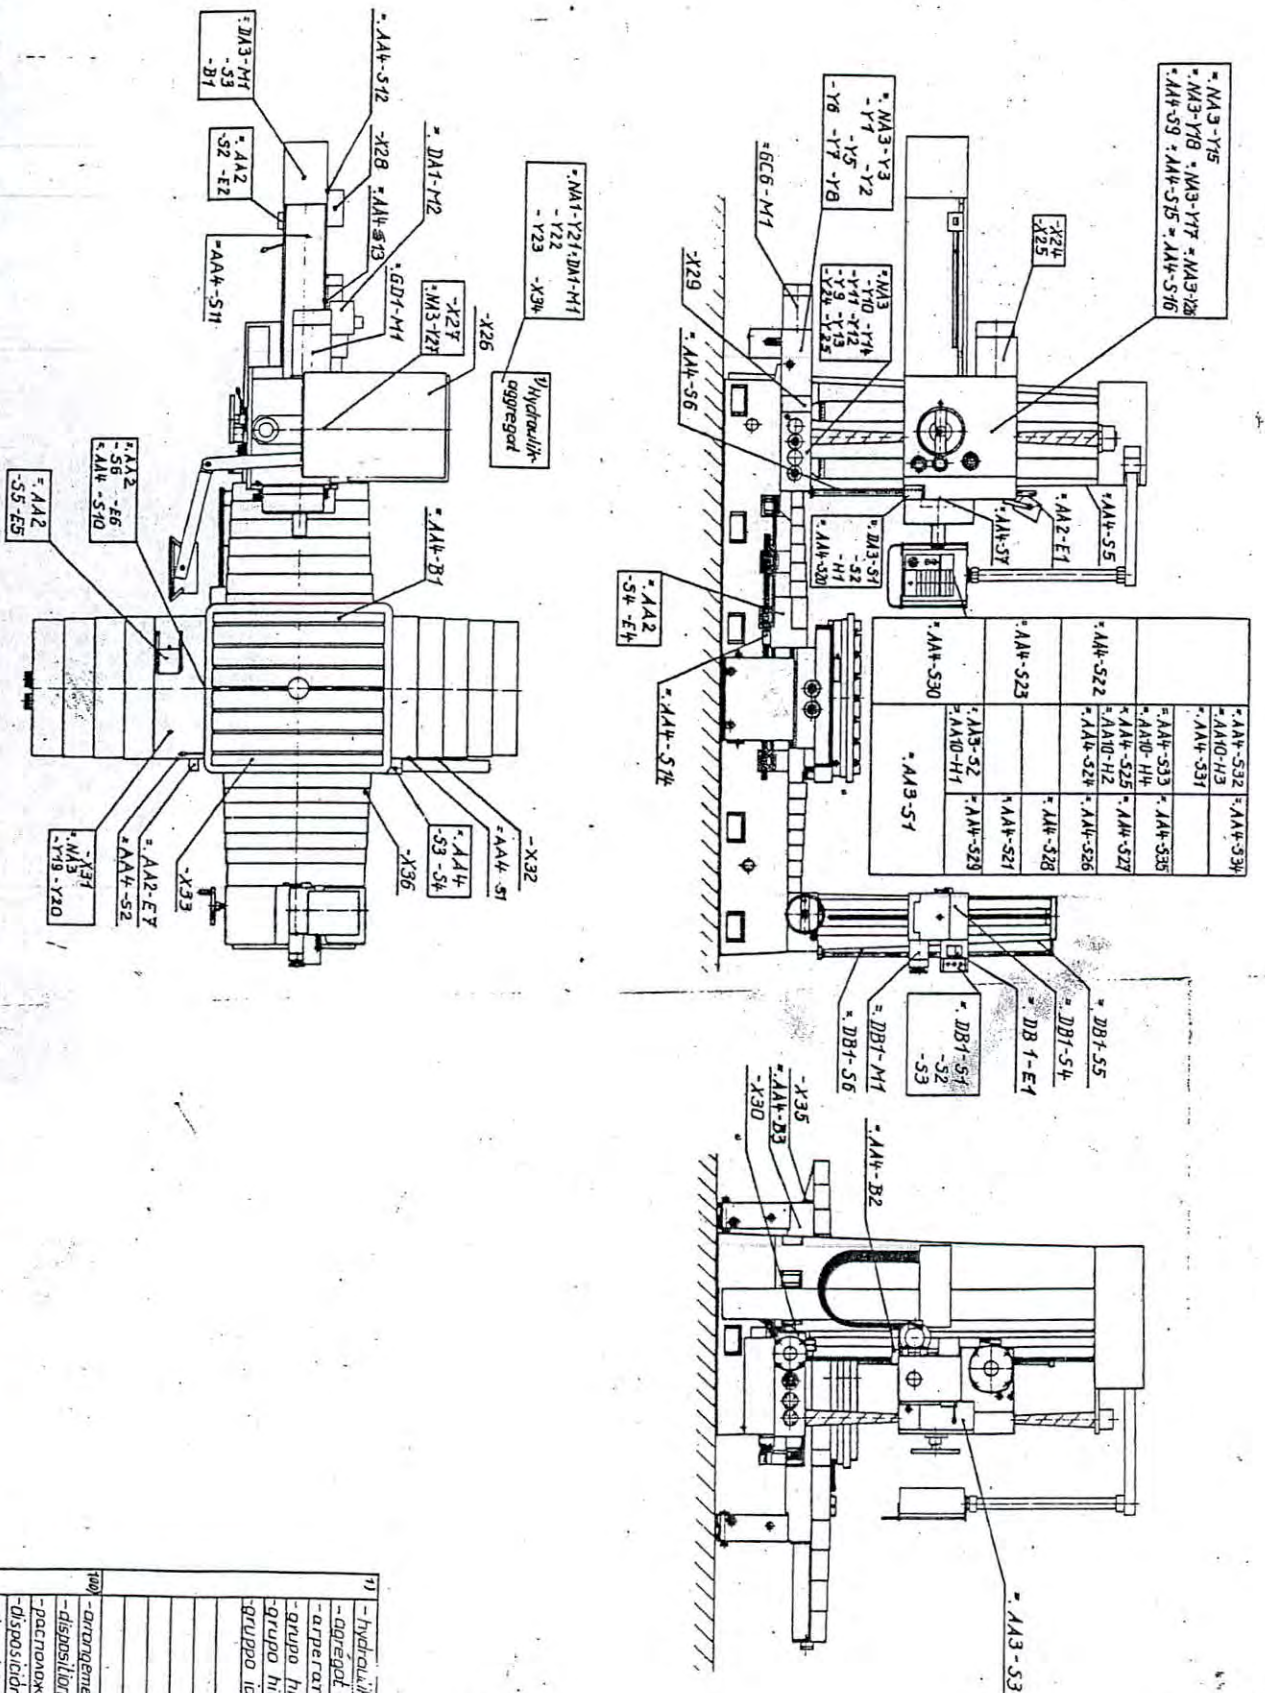 =.NA3-Y15
=.NA3-Y18 =.NA3-Y17 =.NA3-Y26
=.AA4-S9 =.AA4-S15 =.AA4-S16
-X24
-X25
=.NA3-Y3
-Y1 -Y2
-Y5
-Y6 -Y7 -Y8
=GC6-M1
=.NA3
-Y10 -Y14
-Y11 -Y12
-Y9 -Y13
-Y24 -Y25
-X29
=.AA4-S6
=.AA4-S5
=.AA2-E1
=.AA4-S7
=.DA3-S1
-S2
-H1
=.AA4-S20
=.AA2
-S4 -E4
=.AA4-S14
=.AA4-S32
=.AA10-H3
=.AA4-S31
=.AA4-S34
=.AA4-S33
=.AA10-H4
=.AA4-S35
=.AA4-S22
=.AA4-S25
=.AA10-H2
=.AA4-S24
=.AA4-S27
=.AA4-S26
=.AA4-S23
=.AA4-S28
=.AA4-S21
=.AA4-S30
=.AA3-S2
=.AA10-H1
=.AA4-S29
=.AA3-S1
=.DB1-S5
=.DB1-S4
=.DB1-E1
=.DB1-S1
-S2
-S3
=.DB1-M1
=.DB1-S6
-X35
=.AA4-B3
-X30
=.AA4-B2
=.AA3-S3
=.NA1-Y21 =.DA1-M1
-Y22
-Y23 -X34
1)Hydraulik-
aggregat
=.DA1-M2
=.AA4-S12
-X28
=.AA4-S13
=.DA3-M1
-S3
-B1
=.AA2
-S2 -E2
=AA4-S11
=.GD1-M1
-X27
=.NA3-Y27
-X26
=.AA4-B1
=.AA2
-S6 -E6
=.AA4-S10
=.AA2
-S5 -E5
-X32
=AA4-S1
=.AA4
-S3 -S4
-X36
-X33
=.AA2-E7
=AA4-S2
-X31
=.NA3
-Y19 -Y20
1)
-agregat
-grupo
-grupo
-gruppo
100)